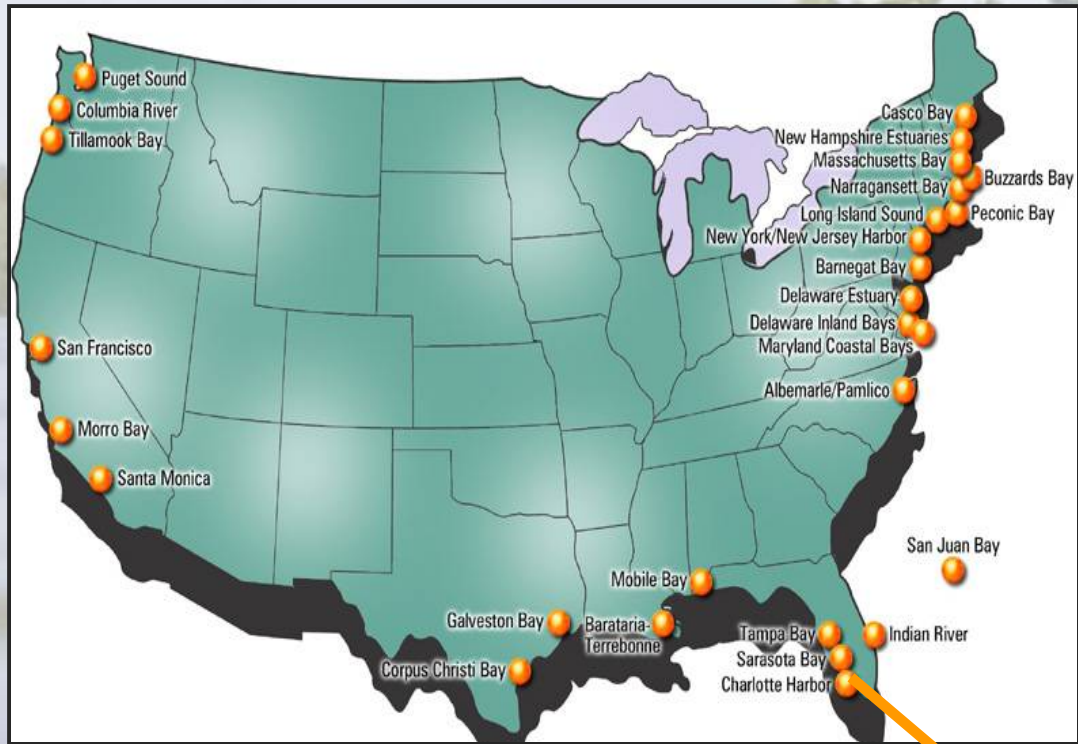 Puget Sound
Columbia River
Tillamook Bay
San Francisco
Morro Bay
Santa Monica
Casco Bay
New Hampshire Estuaries
Massachusetts Bay
Buzzards Bay
Narragansett Bay
Long Island Sound
Peconic Bay
New York/New Jersey Harbor
Barnegat Bay
Delaware Estuary
Delaware Inland Bays
Maryland Coastal Bays
Albemarle/Pamlico
San Juan Bay
Mobile Bay
Galveston Bay
Barataria-
Terrebonne
Corpus Christi Bay
Tampa Bay
Indian River
Sarasota Bay
Charlotte Harbor